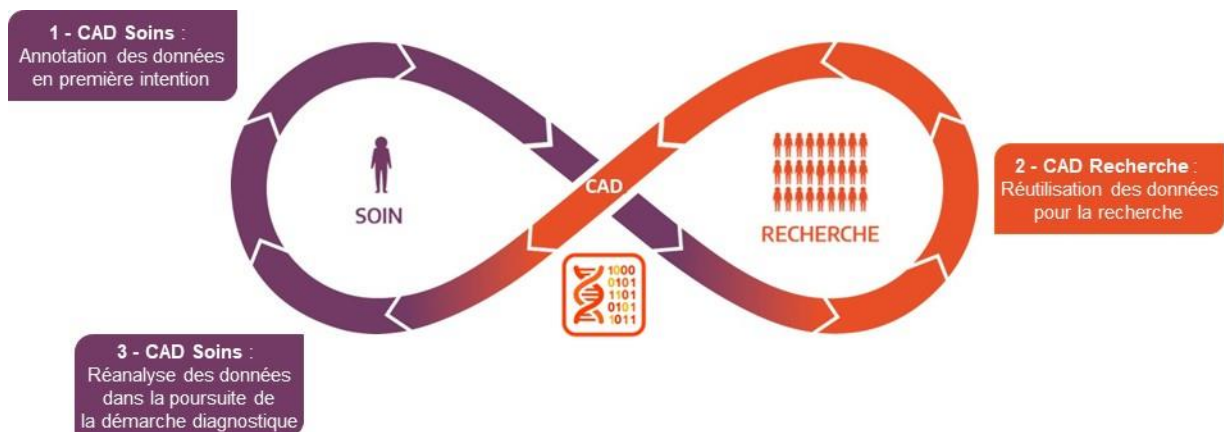 1 - CAD Soins :
Annotation des données
en première intention
SOIN
CAD
RECHERCHE
2 - CAD Recherche :
Réutilisation des données
pour la recherche
1000
0101
1101
0101
1011
3 - CAD Soins :
Réanalyse des données
dans la poursuite de
la démarche diagnostique